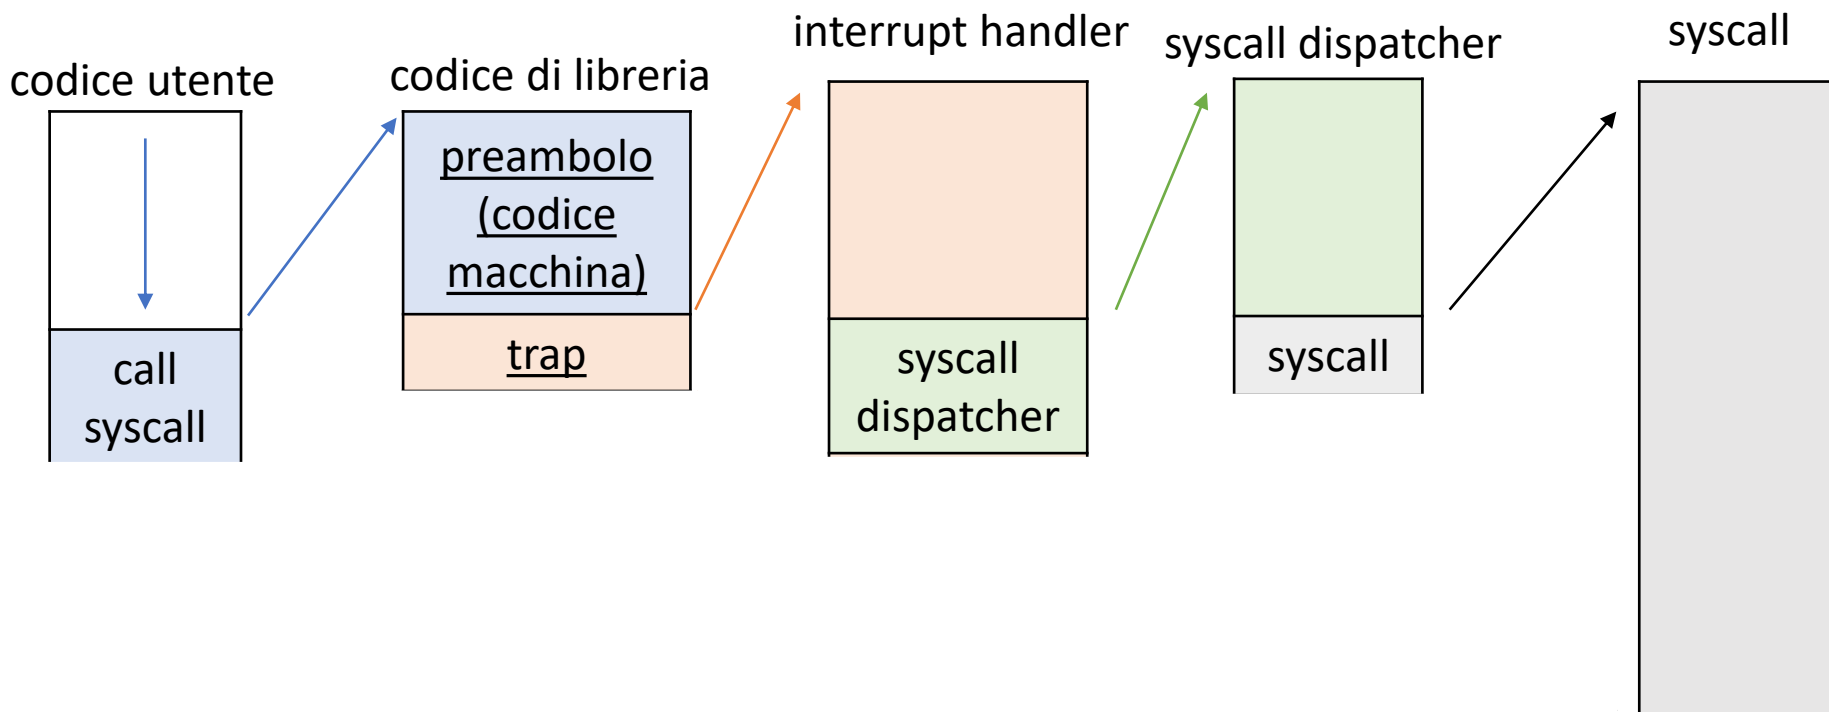 codice utente
call
syscall
codice di libreria
preambolo
(codice
macchina)
trap
interrupt handler
syscall
dispatcher
syscall dispatcher
syscall
syscall